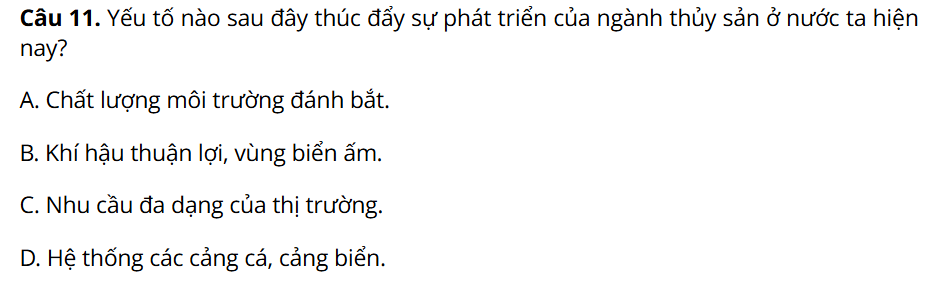 Câu 11. Yếu tố nào sau đây thúc đẩy sự phát triển của ngành thủy sản ở nước ta hiện
nay?
A. Chất lượng môi trường đánh bắt.
B. Khí hậu thuận lợi, vùng biển ấm.
C. Nhu cầu đa dạng của thị trường.
D. Hệ thống các cảng cá, cảng biển.